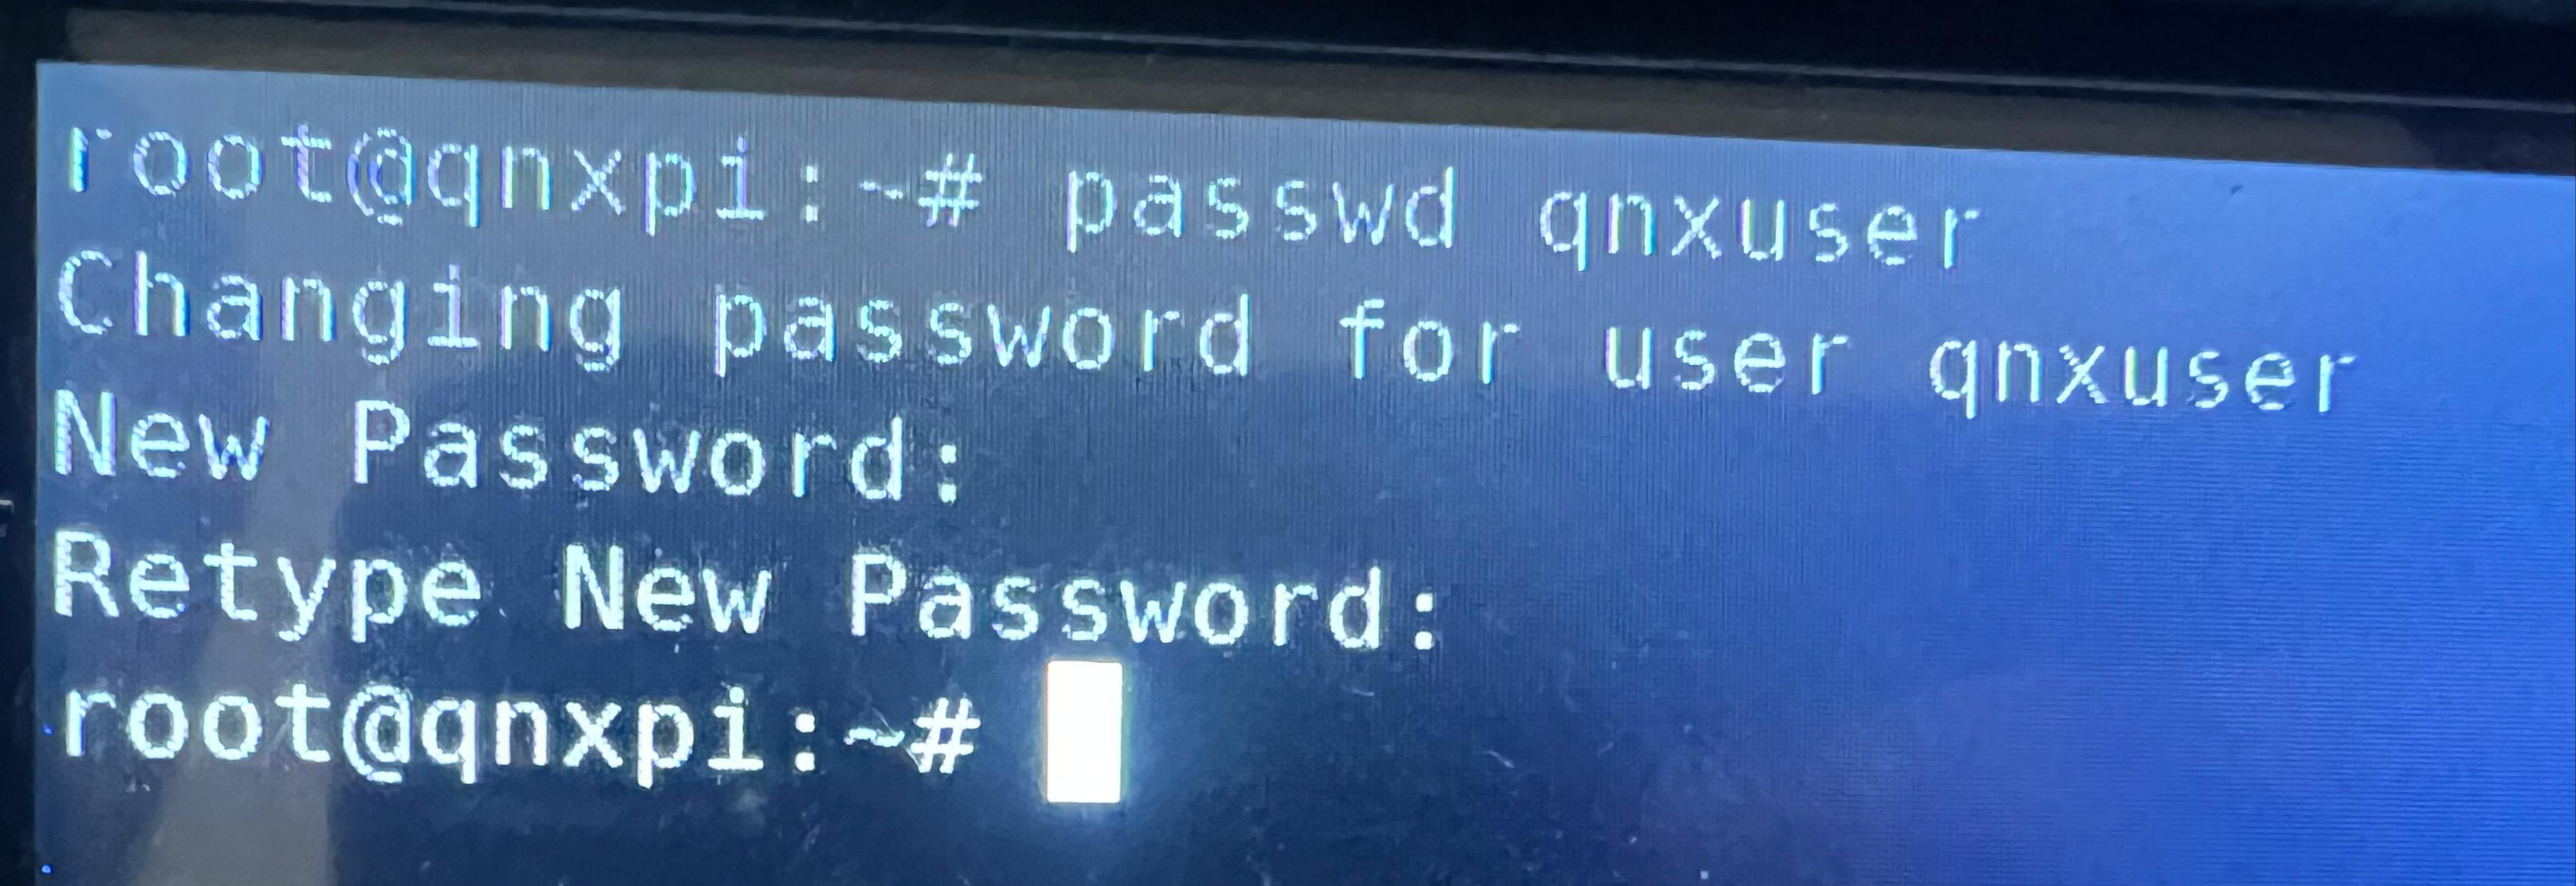 root@qnxpi:~# passwd qnxuser
Changing password for user qnxuser
New Password:
Retype New Password:
root@qnxpi:~#